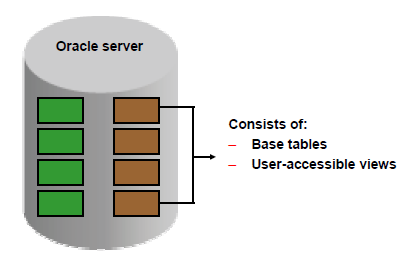 Oracle server
Consists of:
– Base tables
– User-accessible views